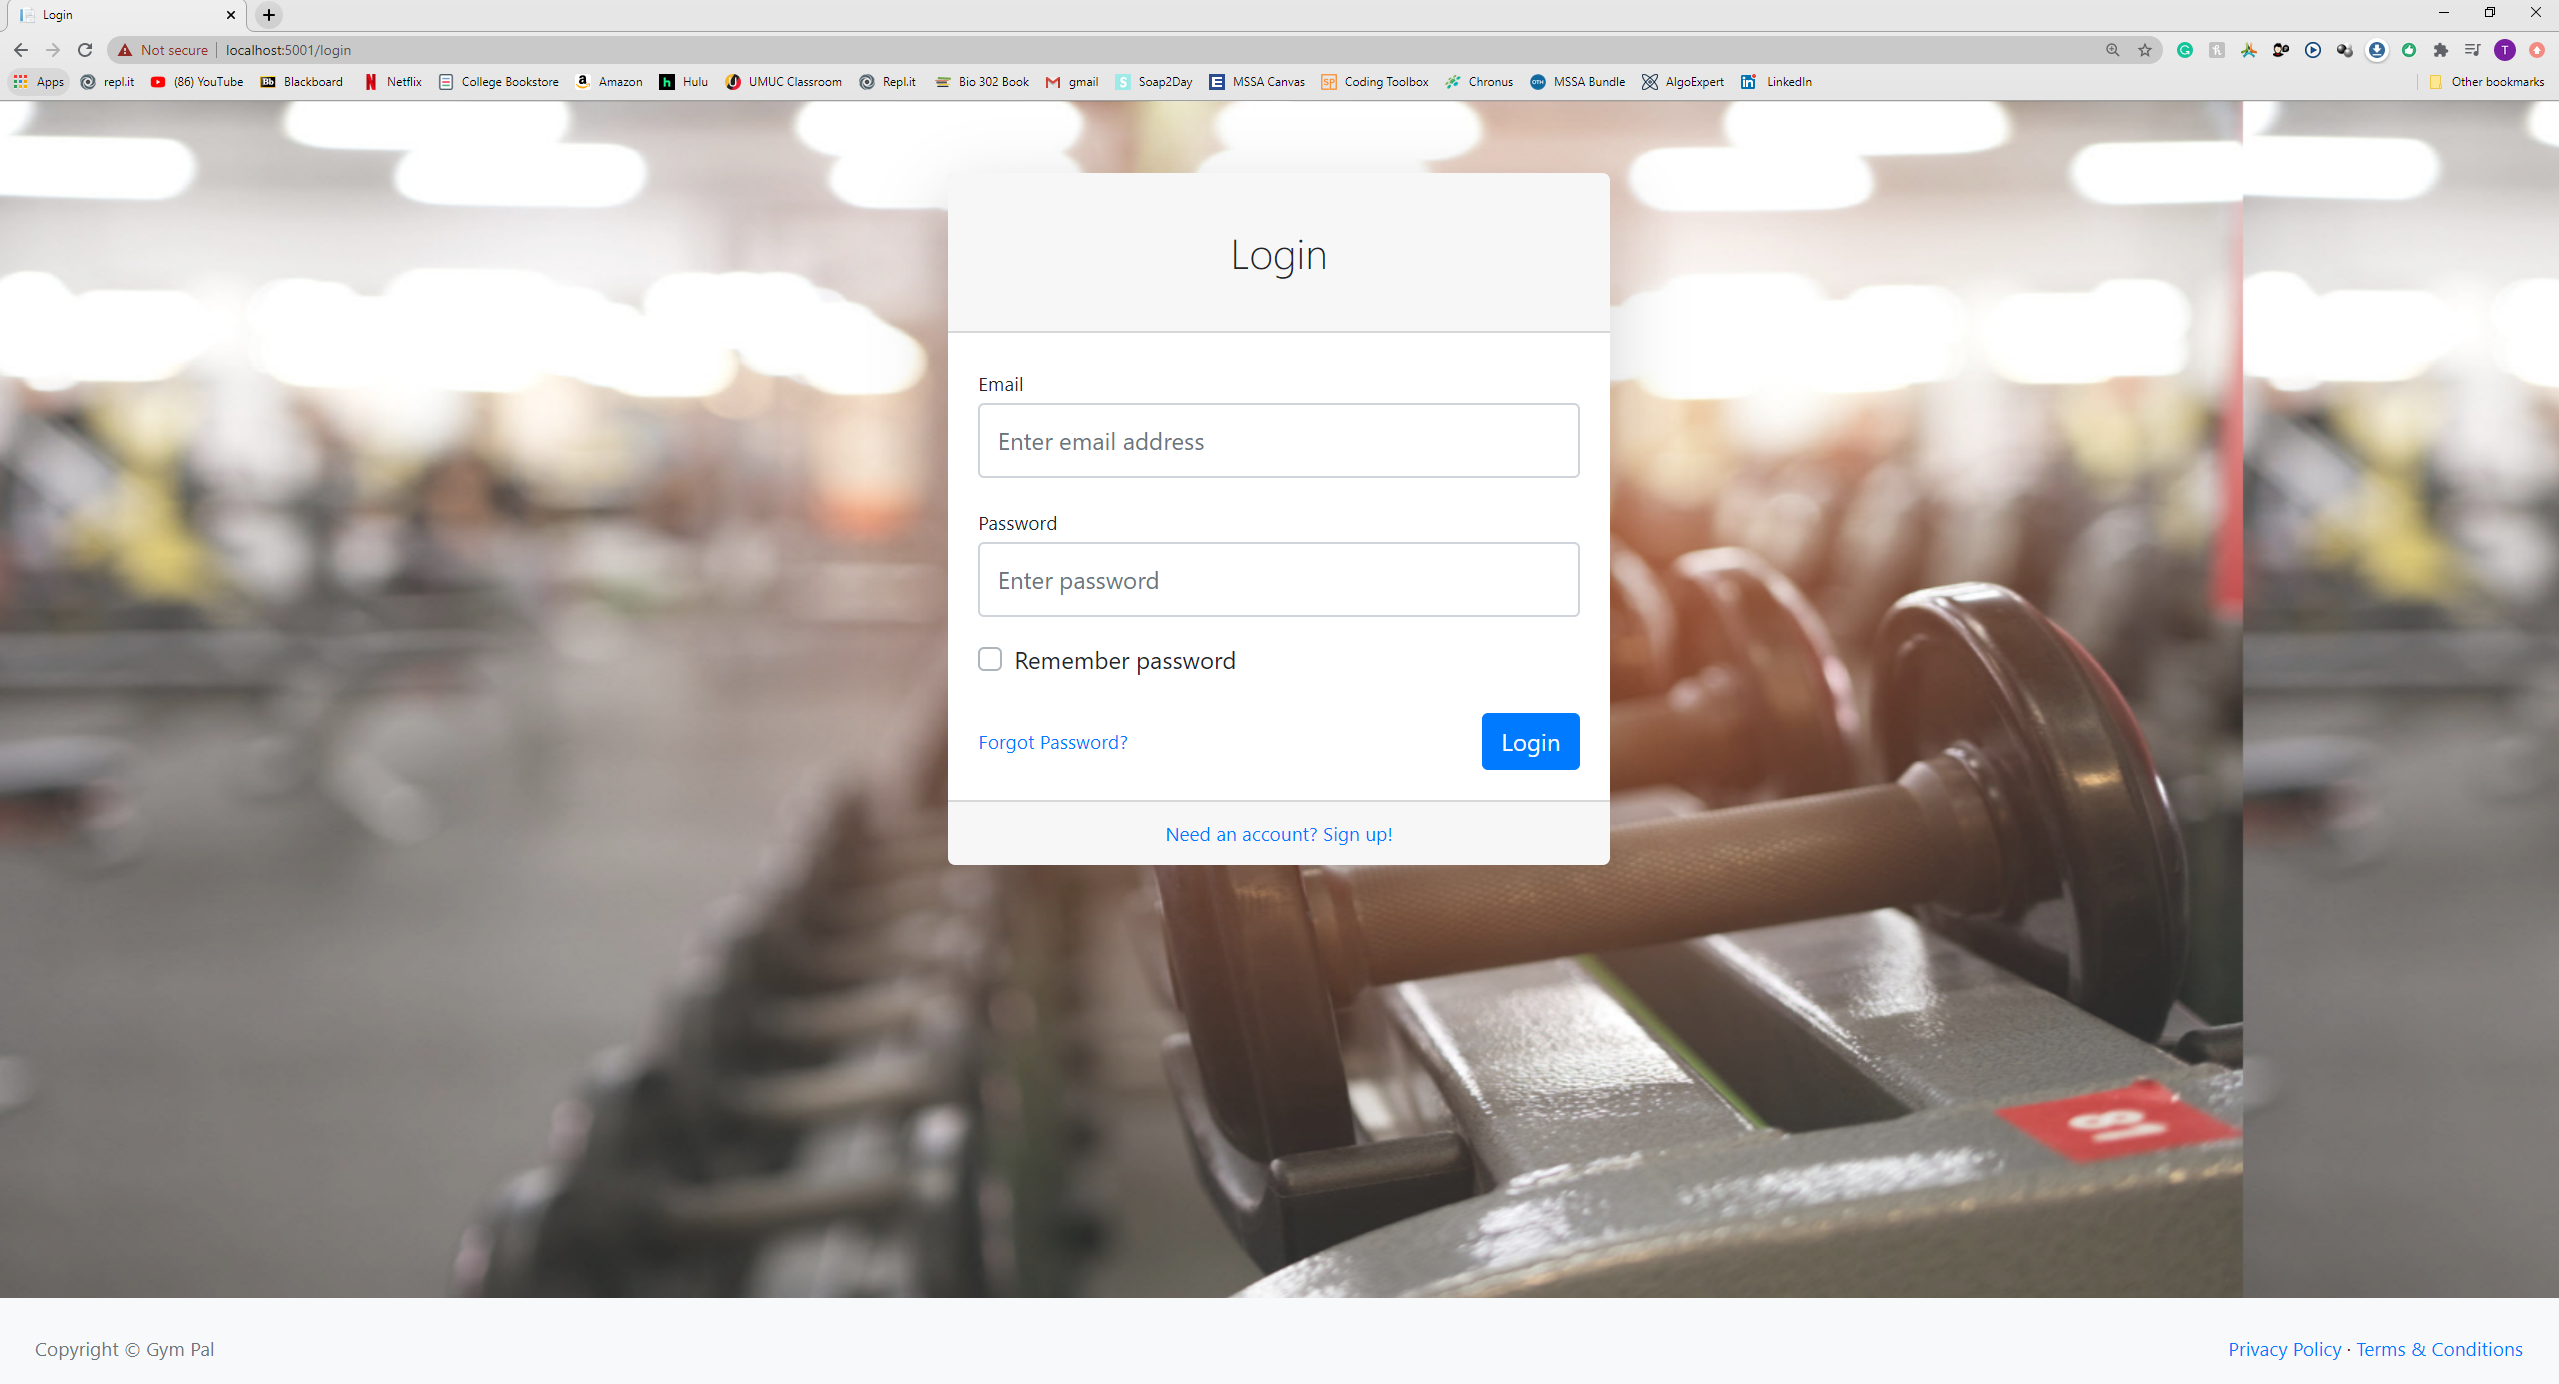 Login
Not secure localhost:5001/login
Apps repl.it (86) YouTube Bb Blackboard Netflix College Bookstore Amazon Hulu UMUC Classroom Repl.it Bio 302 Book gmail Soap2Day MSSA Canvas Coding Toolbox Chronus MSSA Bundle AlgoExpert LinkedIn Other bookmarks
Login
Email
Enter email address
Password
Enter password
Remember password
Forgot Password? Login
Need an account? Sign up!
18
Copyright © Gym Pal Privacy Policy · Terms & Conditions